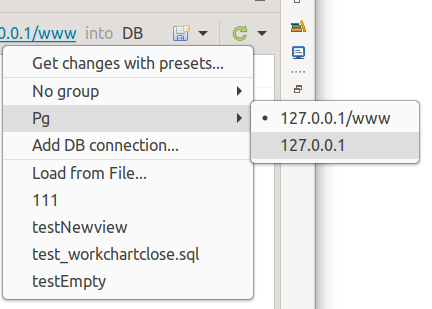 0.0.1/www into DB
Get changes with presets...
No group
Pg
127.0.0.1/www
127.0.0.1
Add DB connection...
Load from File...
111
testNewview
test_workchartclose.sql
testEmpty